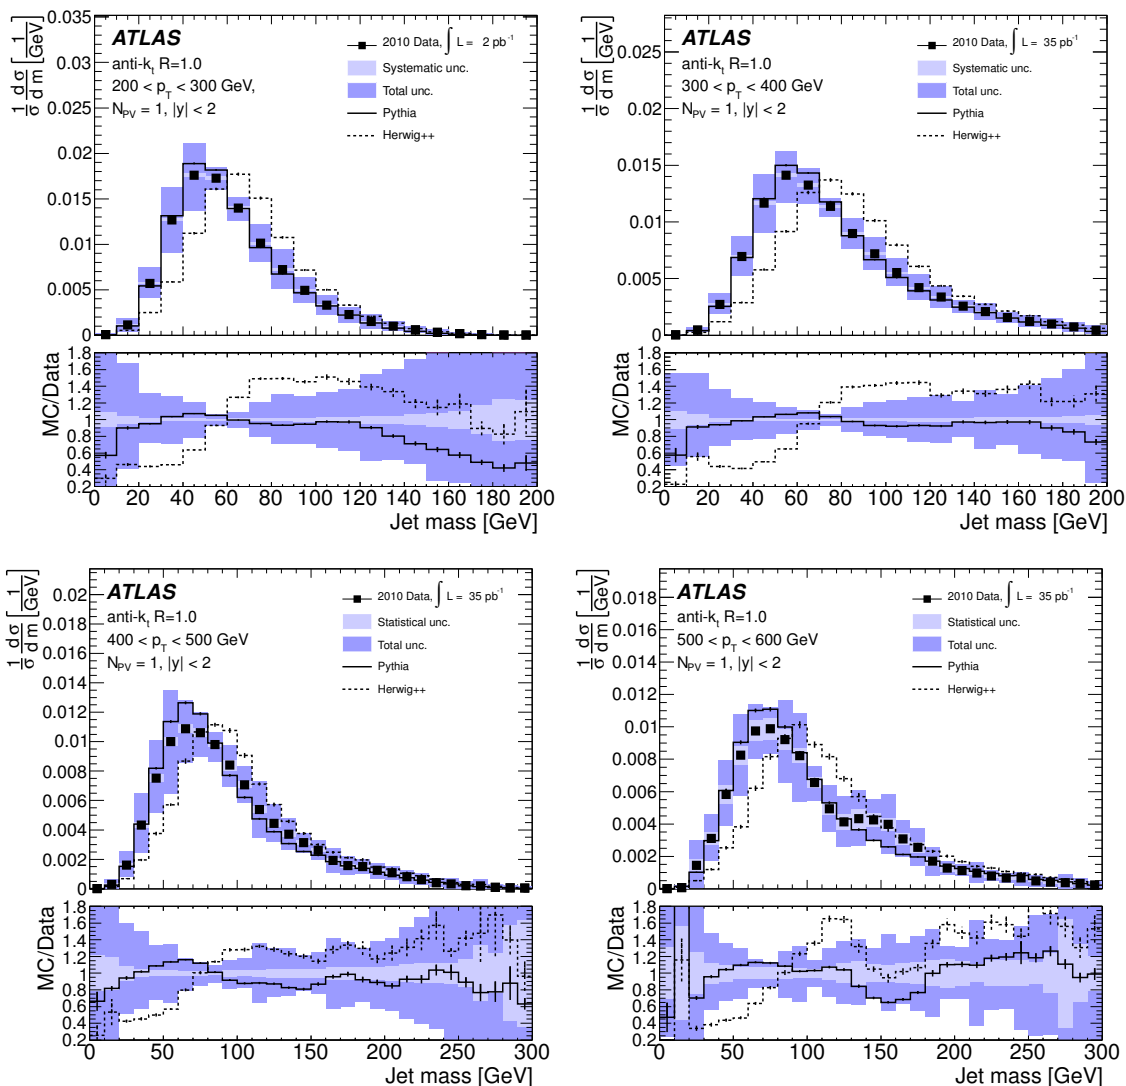 ATLAS
anti-k_t R=1.0
200 < p_T < 300 GeV,
N_PV = 1, |y| < 2
2010 Data, ∫ L = 2 pb⁻¹
Systematic unc.
Total unc.
Pythia
Herwig++
1/σ dσ/dm [1/GeV]
0.035
0.03
0.025
0.02
0.015
0.01
0.005
0
MC/Data
1.8
1.6
1.4
1.2
1
0.8
0.6
0.4
0.2
0 20 40 60 80 100 120 140 160 180 200
Jet mass [GeV]
ATLAS
anti-k_t R=1.0
300 < p_T < 400 GeV
N_PV = 1, |y| < 2
2010 Data, ∫ L = 35 pb⁻¹
Systematic unc.
Total unc.
Pythia
Herwig++
1/σ dσ/dm [1/GeV]
0.025
0.02
0.015
0.01
0.005
0
MC/Data
1.8
1.6
1.4
1.2
1
0.8
0.6
0.4
0.2
0 20 40 60 80 100 120 140 160 180 200
Jet mass [GeV]
ATLAS
anti-k_t R=1.0
400 < p_T < 500 GeV
N_PV = 1, |y| < 2
2010 Data, ∫ L = 35 pb⁻¹
Statistical unc.
Total unc.
Pythia
Herwig++
1/σ dσ/dm [1/GeV]
0.02
0.018
0.016
0.014
0.012
0.01
0.008
0.006
0.004
0.002
0
MC/Data
1.8
1.6
1.4
1.2
1
0.8
0.6
0.4
0.2
0 50 100 150 200 250 300
Jet mass [GeV]
ATLAS
anti-k_t R=1.0
500 < p_T < 600 GeV
N_PV = 1, |y| < 2
2010 Data, ∫ L = 35 pb⁻¹
Statistical unc.
Total unc.
Pythia
Herwig++
1/σ dσ/dm [1/GeV]
0.018
0.016
0.014
0.012
0.01
0.008
0.006
0.004
0.002
0
MC/Data
1.8
1.6
1.4
1.2
1
0.8
0.6
0.4
0.2
0 50 100 150 200 250 300
Jet mass [GeV]